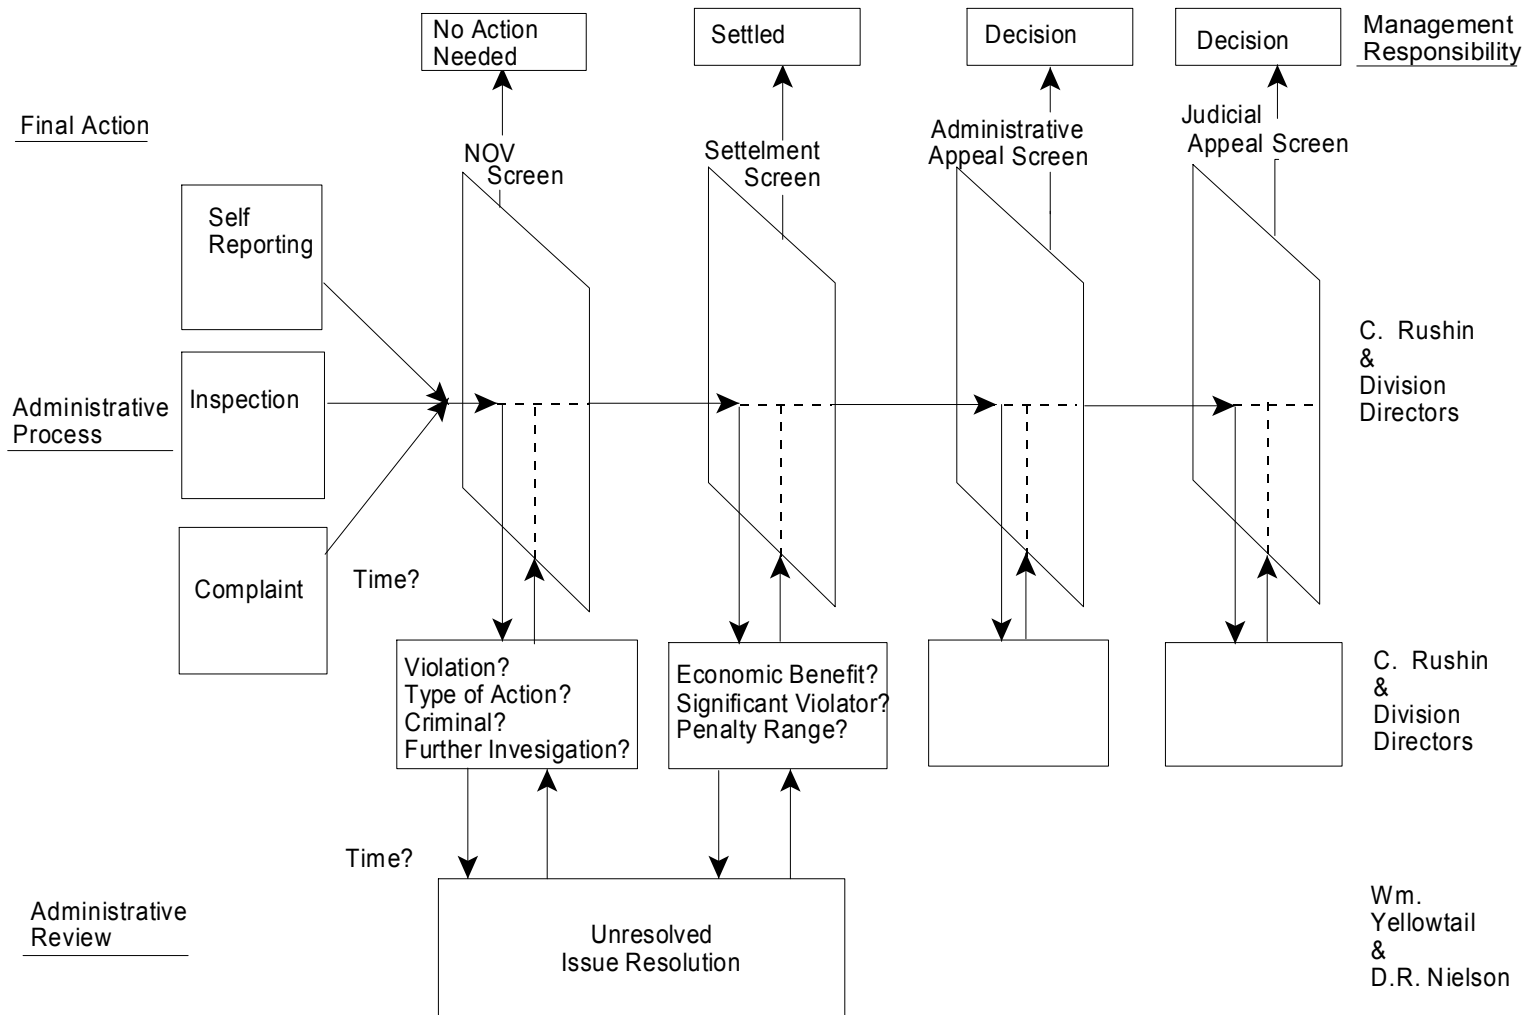 No Action
Needed
Settled
Decision
Decision
Management
Responsibility
Final Action
NOV
Screen
Settelment
Screen
Administrative
Appeal Screen
Judicial
Appeal Screen
Self
Reporting
Inspection
Complaint
Administrative
Process
C. Rushin
&
Division
Directors
Time?
Violation?
Type of Action?
Criminal?
Further Invesigation?
Economic Benefit?
Significant Violator?
Penalty Range?
C. Rushin
&
Division
Directors
Time?
Administrative
Review
Unresolved
Issue Resolution
Wm.
Yellowtail
&
D.R. Nielson